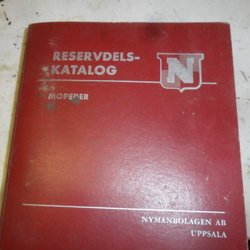 RESERVDELS-
KATALOG
N
MOPEDER
NYMANBOLAGEN AB
UPPSALA